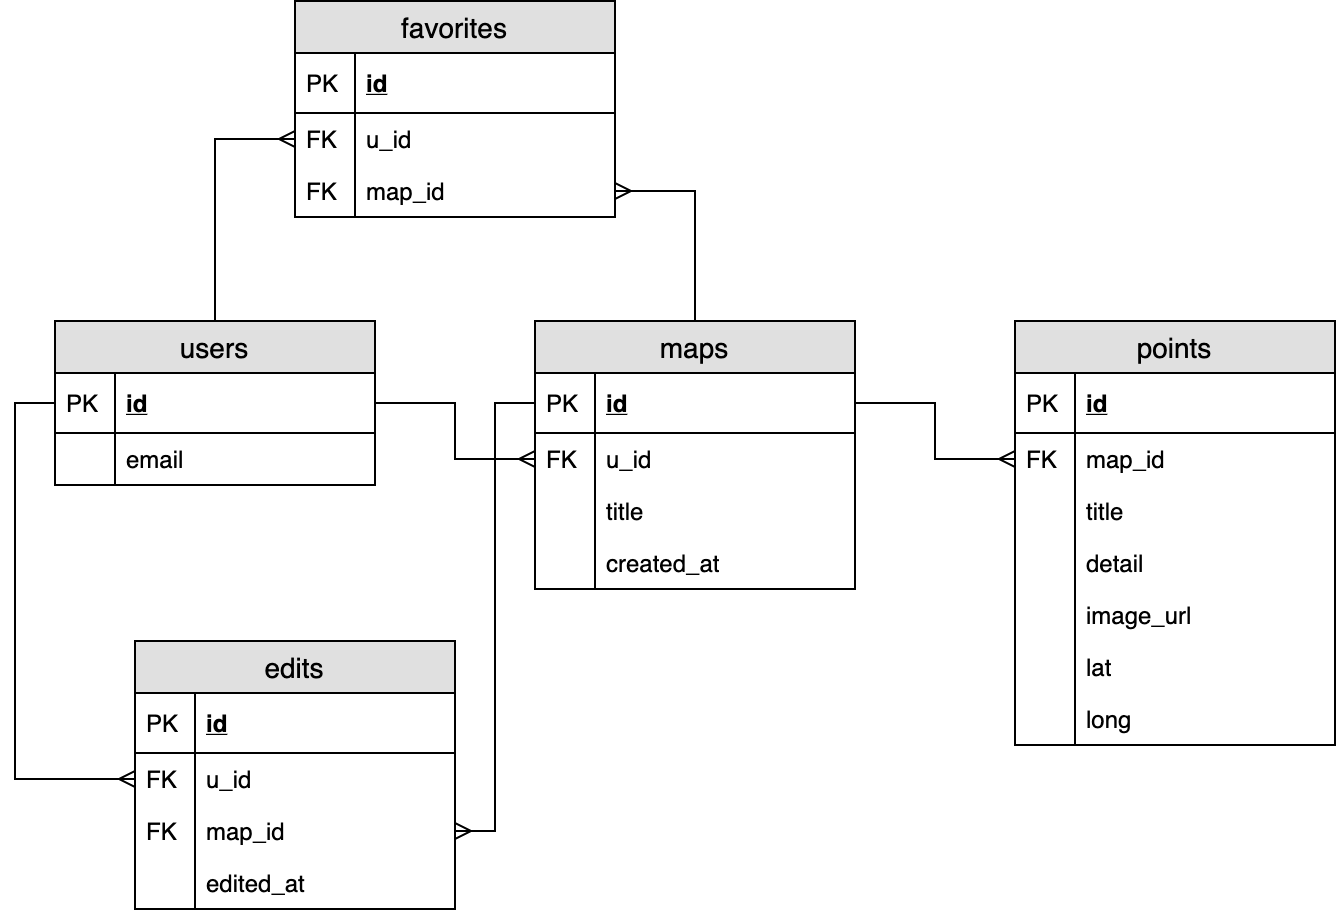 favorites
PK id
FK u_id
FK map_id
users
PK id
email
maps
PK id
FK u_id
title
created_at
points
PK id
FK map_id
title
detail
image_url
lat
long
edits
PK id
FK u_id
FK map_id
edited_at